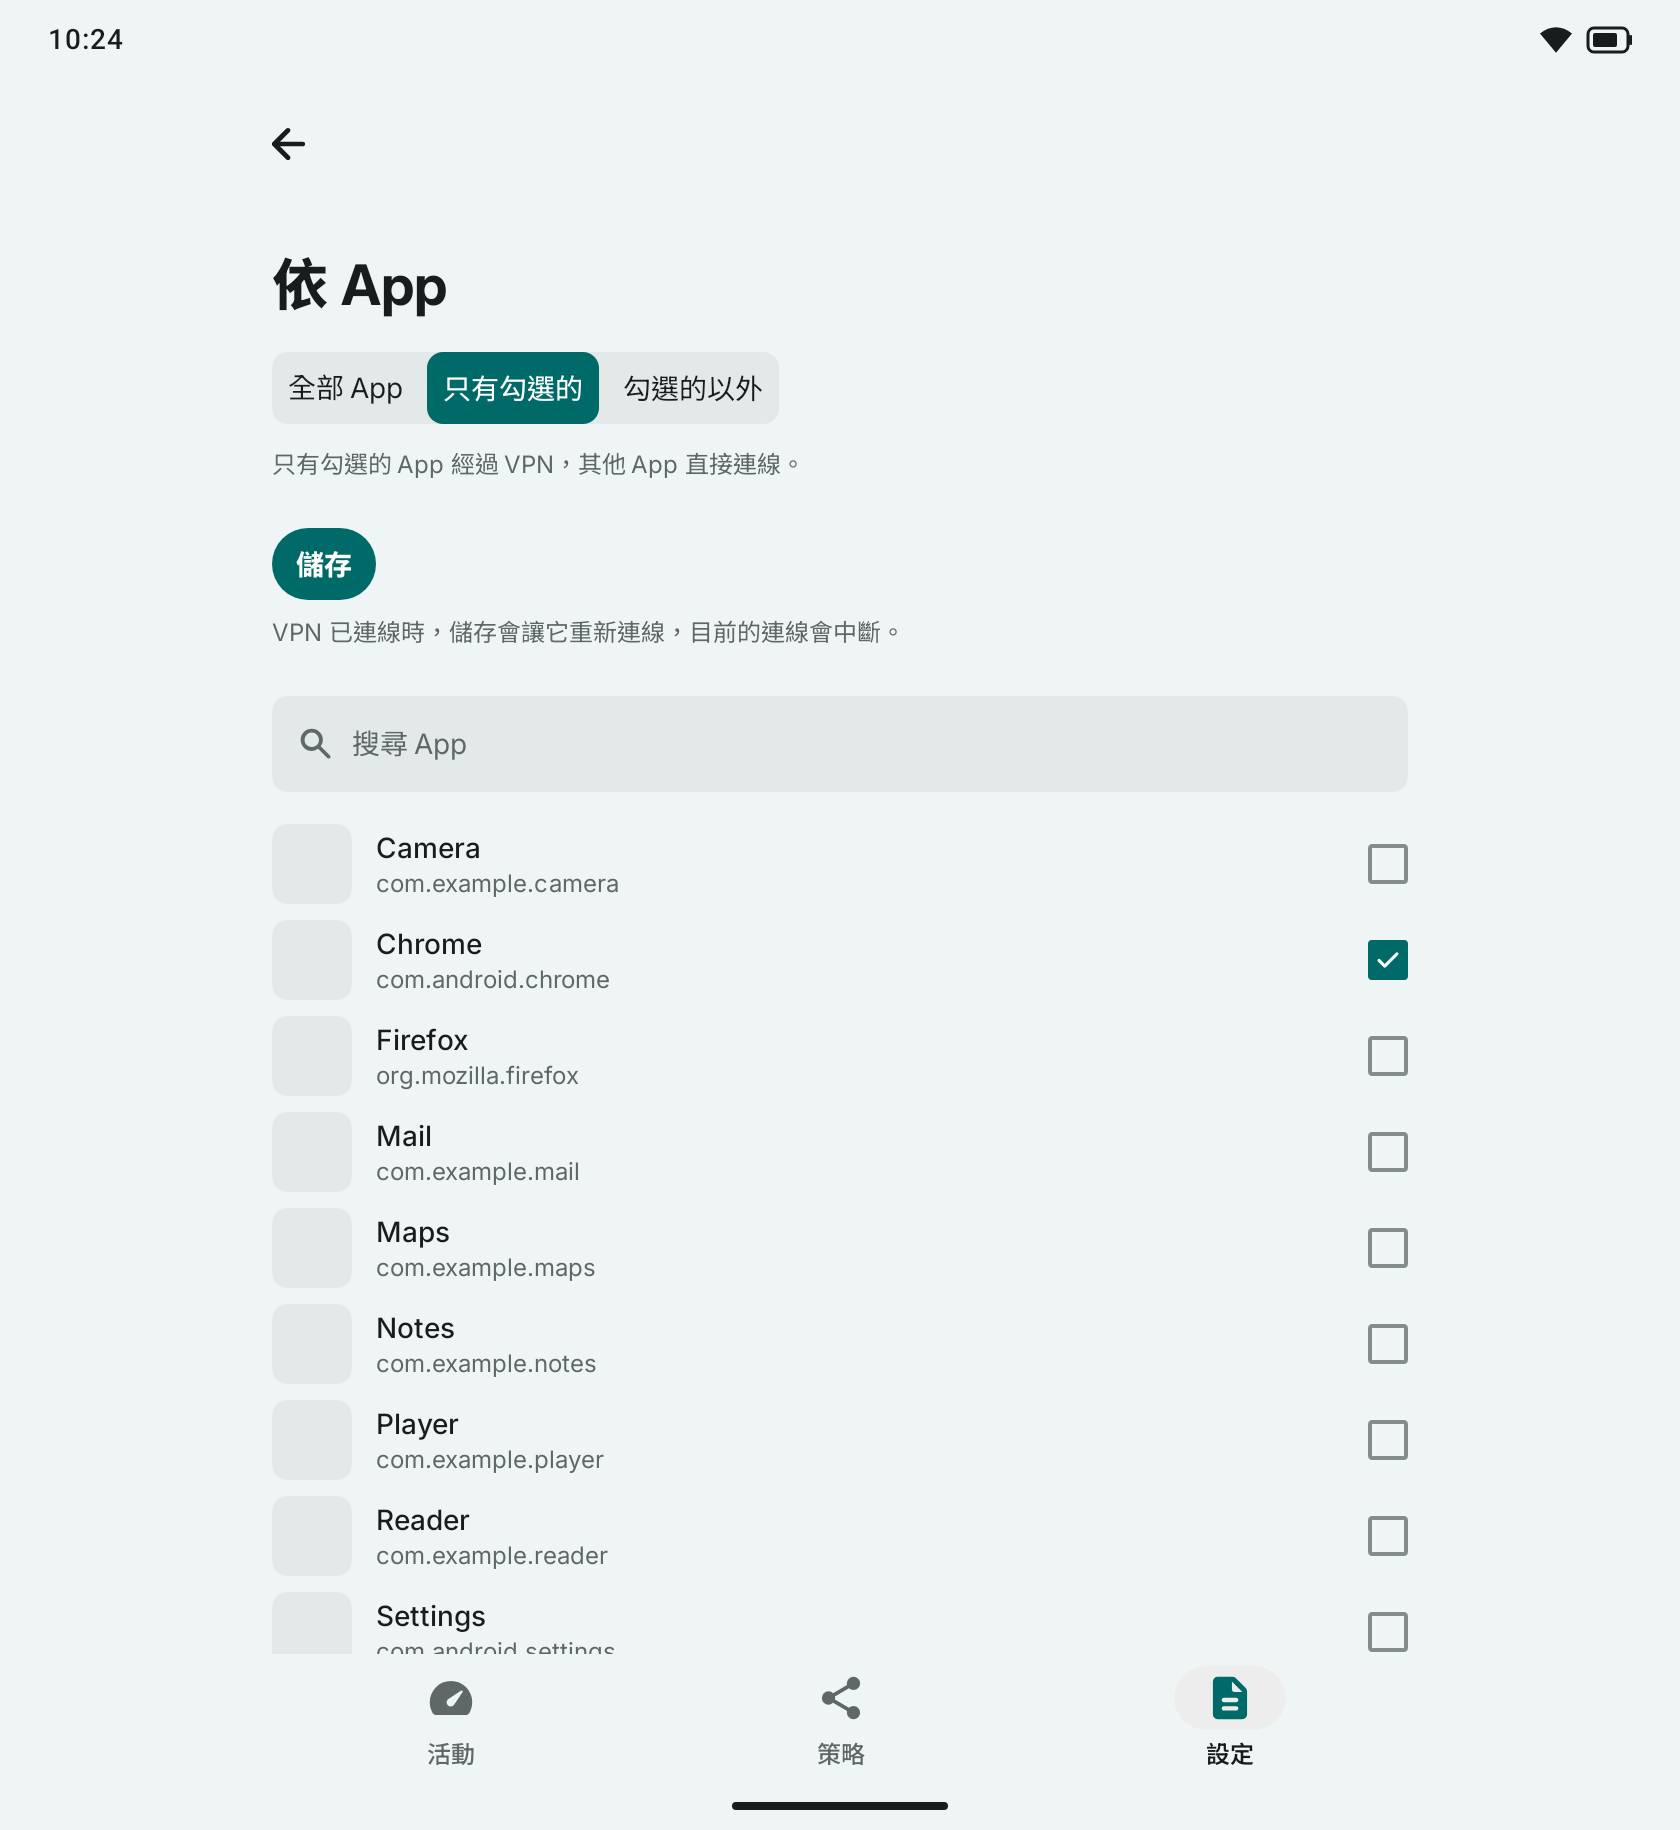 10:24
依 App
全部 App
只有勾選的
勾選的以外
只有勾選的 App 經過 VPN，其他 App 直接連線。
儲存
VPN 已連線時，儲存會讓它重新連線，目前的連線會中斷。
搜尋 App
Camera
com.example.camera
Chrome
com.android.chrome
Firefox
org.mozilla.firefox
Mail
com.example.mail
Maps
com.example.maps
Notes
com.example.notes
Player
com.example.player
Reader
com.example.reader
Settings
com.android.settings
活動
策略
設定